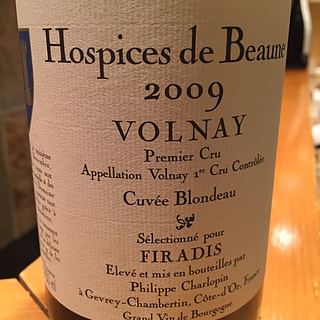 Hospices de Beaune
2009
VOLNAY
Premier Cru
Appellation Volnay 1er Cru Contrôlée
Cuvée Blondeau
Sélectionné pour
FIRADIS
Elevé et mis en bouteilles par
Philippe Charlopin
à Gevrey-Chambertin, Côte-d'Or, France
Grand Vin de Bourgogne